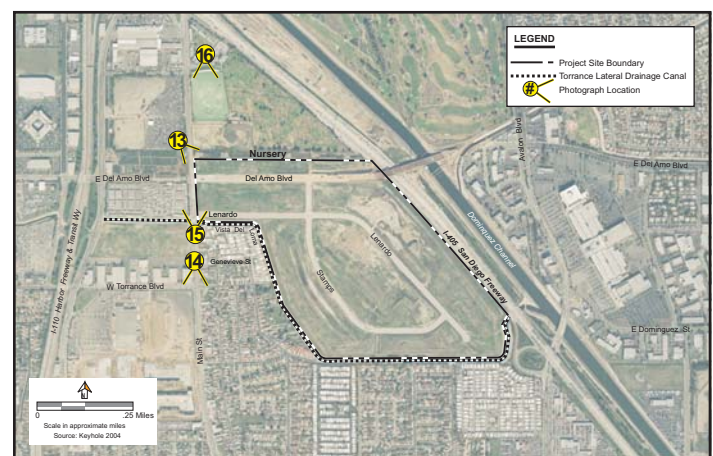 LEGEND
Project Site Boundary
Torrance Lateral Drainage Canal
# Photograph Location
16
13
Nursery
Avalon Blvd
E Del Amo Blvd
Del Amo Blvd
E Del Amo Blvd
Lenardo
15
Vista Del Loma
Lenardo
Dominguez Channel
I-405 San Diego Freeway
I-110 Harbor Freeway & Transit Wy
14
Genevieve St
W Torrance Blvd
Stamps
E Dominguez St
Main St
N
0 .25 Miles
Scale in approximate miles
Source: Keyhole 2004